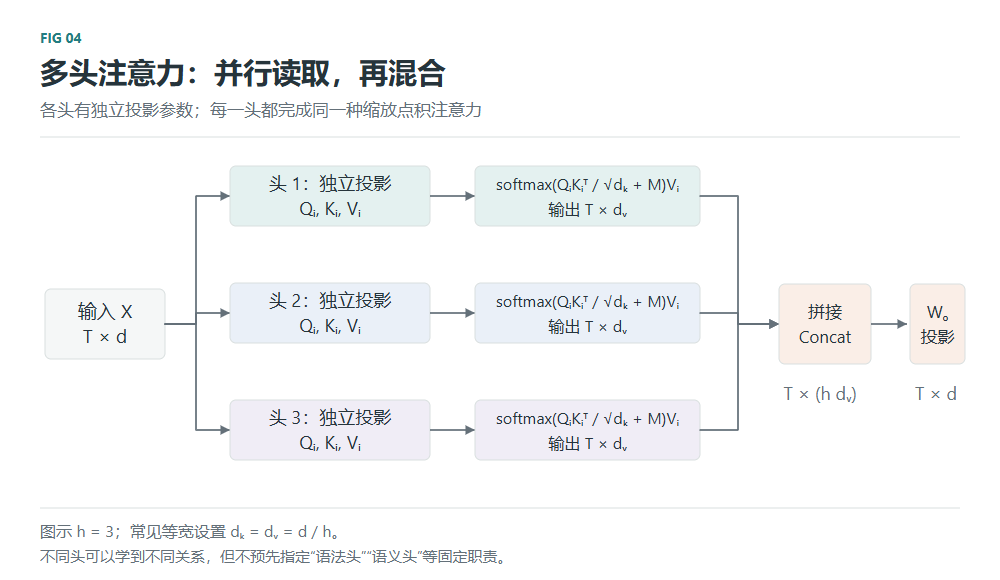 FIG 04
多头注意力：并行读取，再混合
各头有独立投影参数；每一头都完成同一种缩放点积注意力
头 1：独立投影
Qᵢ, Kᵢ, Vᵢ
softmax(QᵢKᵢᵀ / √dₖ + M)Vᵢ
输出 T × dᵥ
输入 X
T × d
头 2：独立投影
Qᵢ, Kᵢ, Vᵢ
softmax(QᵢKᵢᵀ / √dₖ + M)Vᵢ
输出 T × dᵥ
拼接
Concat
T × (h dᵥ)
Wₒ
投影
T × d
头 3：独立投影
Qᵢ, Kᵢ, Vᵢ
softmax(QᵢKᵢᵀ / √dₖ + M)Vᵢ
输出 T × dᵥ
图示 h = 3；常见等宽设置 dₖ = dᵥ = d / h。
不同头可以学到不同关系，但不预先指定“语法头”“语义头”等固定职责。